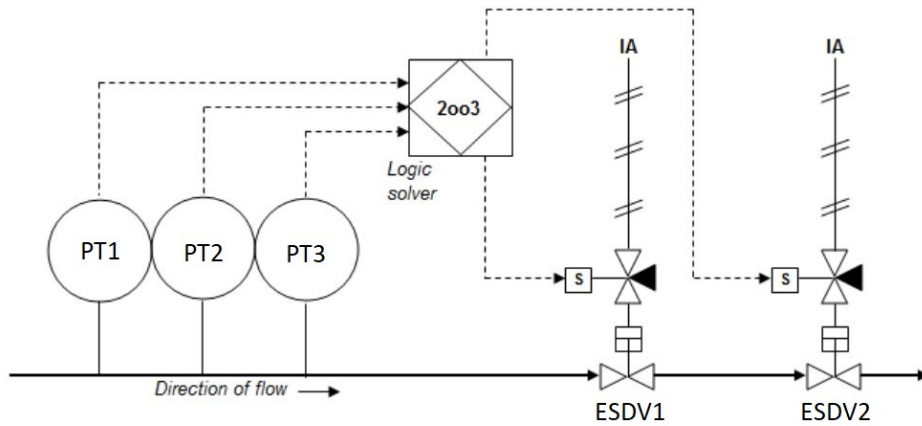 IA
IA
2oo3
Logic
solver
PT1
PT2
PT3
S
S
Direction of flow
ESDV1
ESDV2